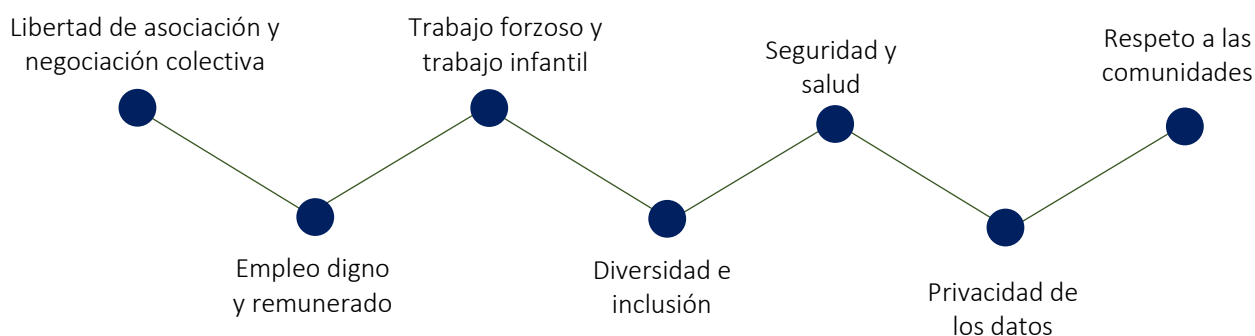 Libertad de asociación y
negociación colectiva
Empleo digno
y remunerado
Trabajo forzoso y
trabajo infantil
Diversidad e
inclusión
Seguridad y
salud
Privacidad de
los datos
Respeto a las
comunidades